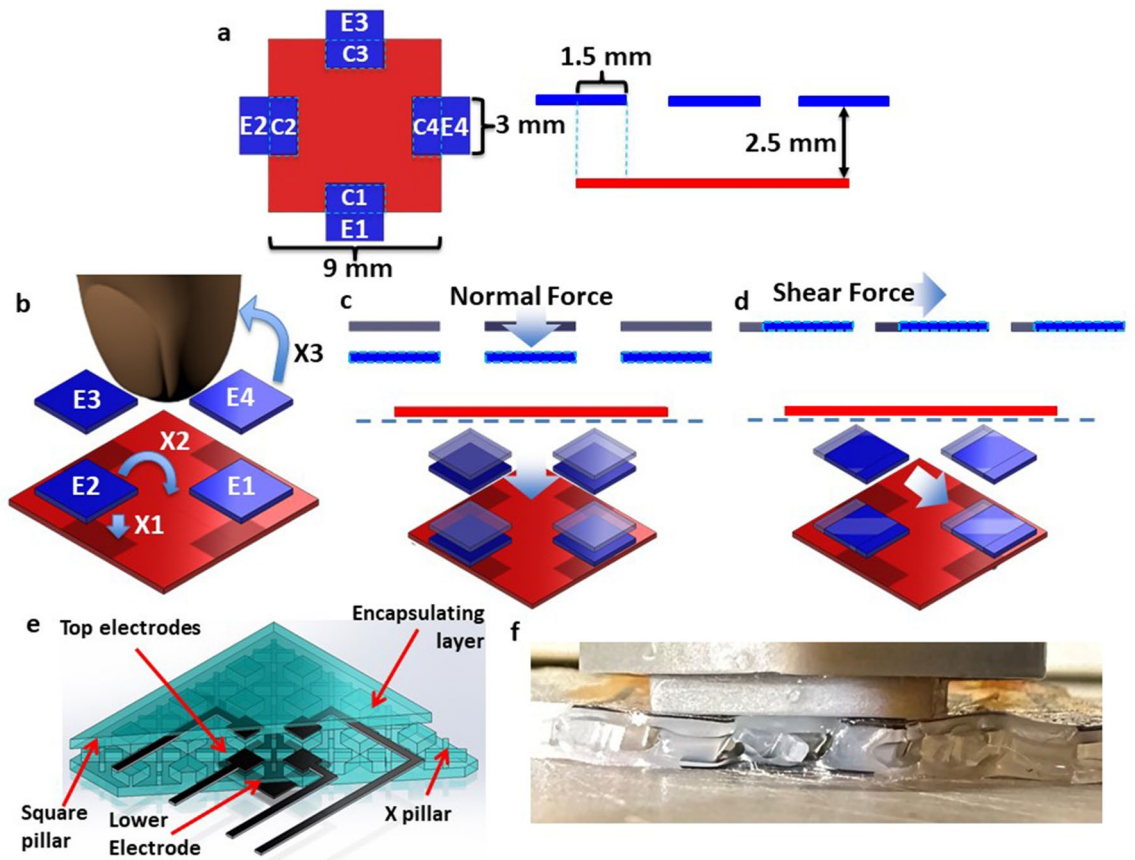 a
E3
C3
E2
C2
C4
E4
3 mm
C1
E1
9 mm
1.5 mm
2.5 mm
b
E3
E4
X3
X2
E2
E1
X1
c
Normal Force
d
Shear Force
e
Top electrodes
Encapsulating
layer
Square
pillar
Lower
Electrode
X pillar
f